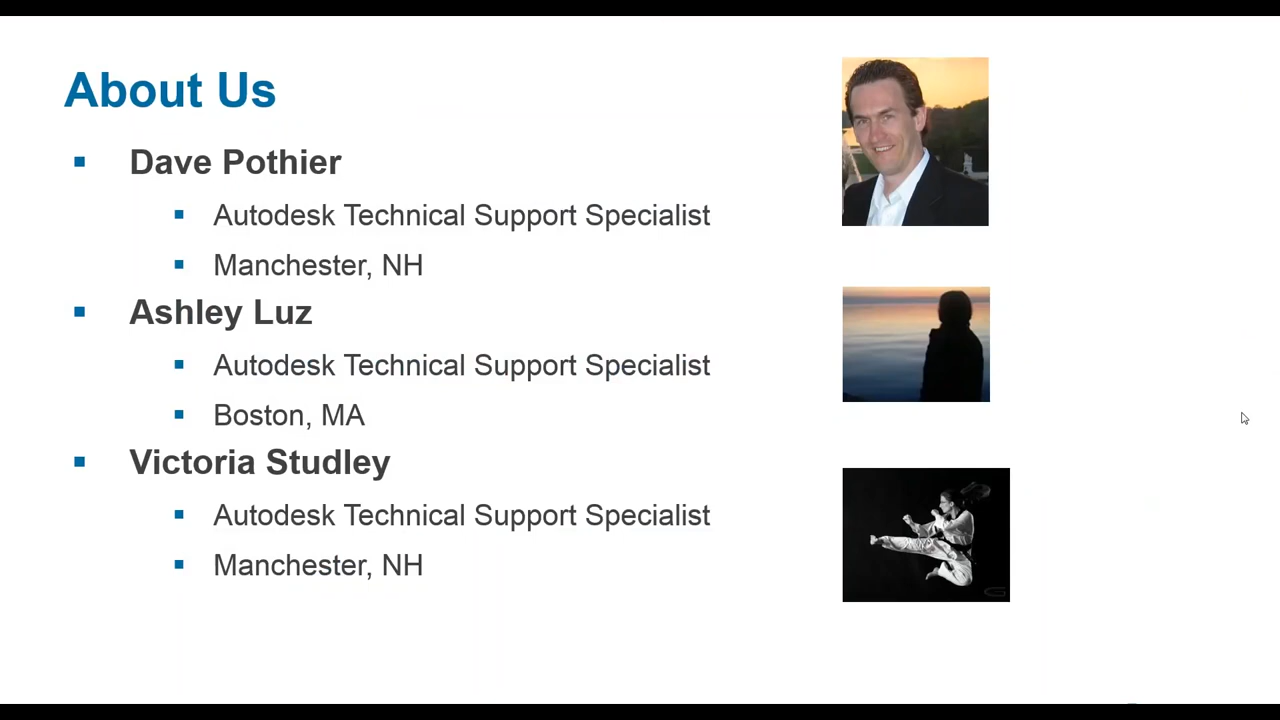 About Us
Dave Pothier
Autodesk Technical Support Specialist
Manchester, NH
Ashley Luz
Autodesk Technical Support Specialist
Boston, MA
Victoria Studley
Autodesk Technical Support Specialist
Manchester, NH